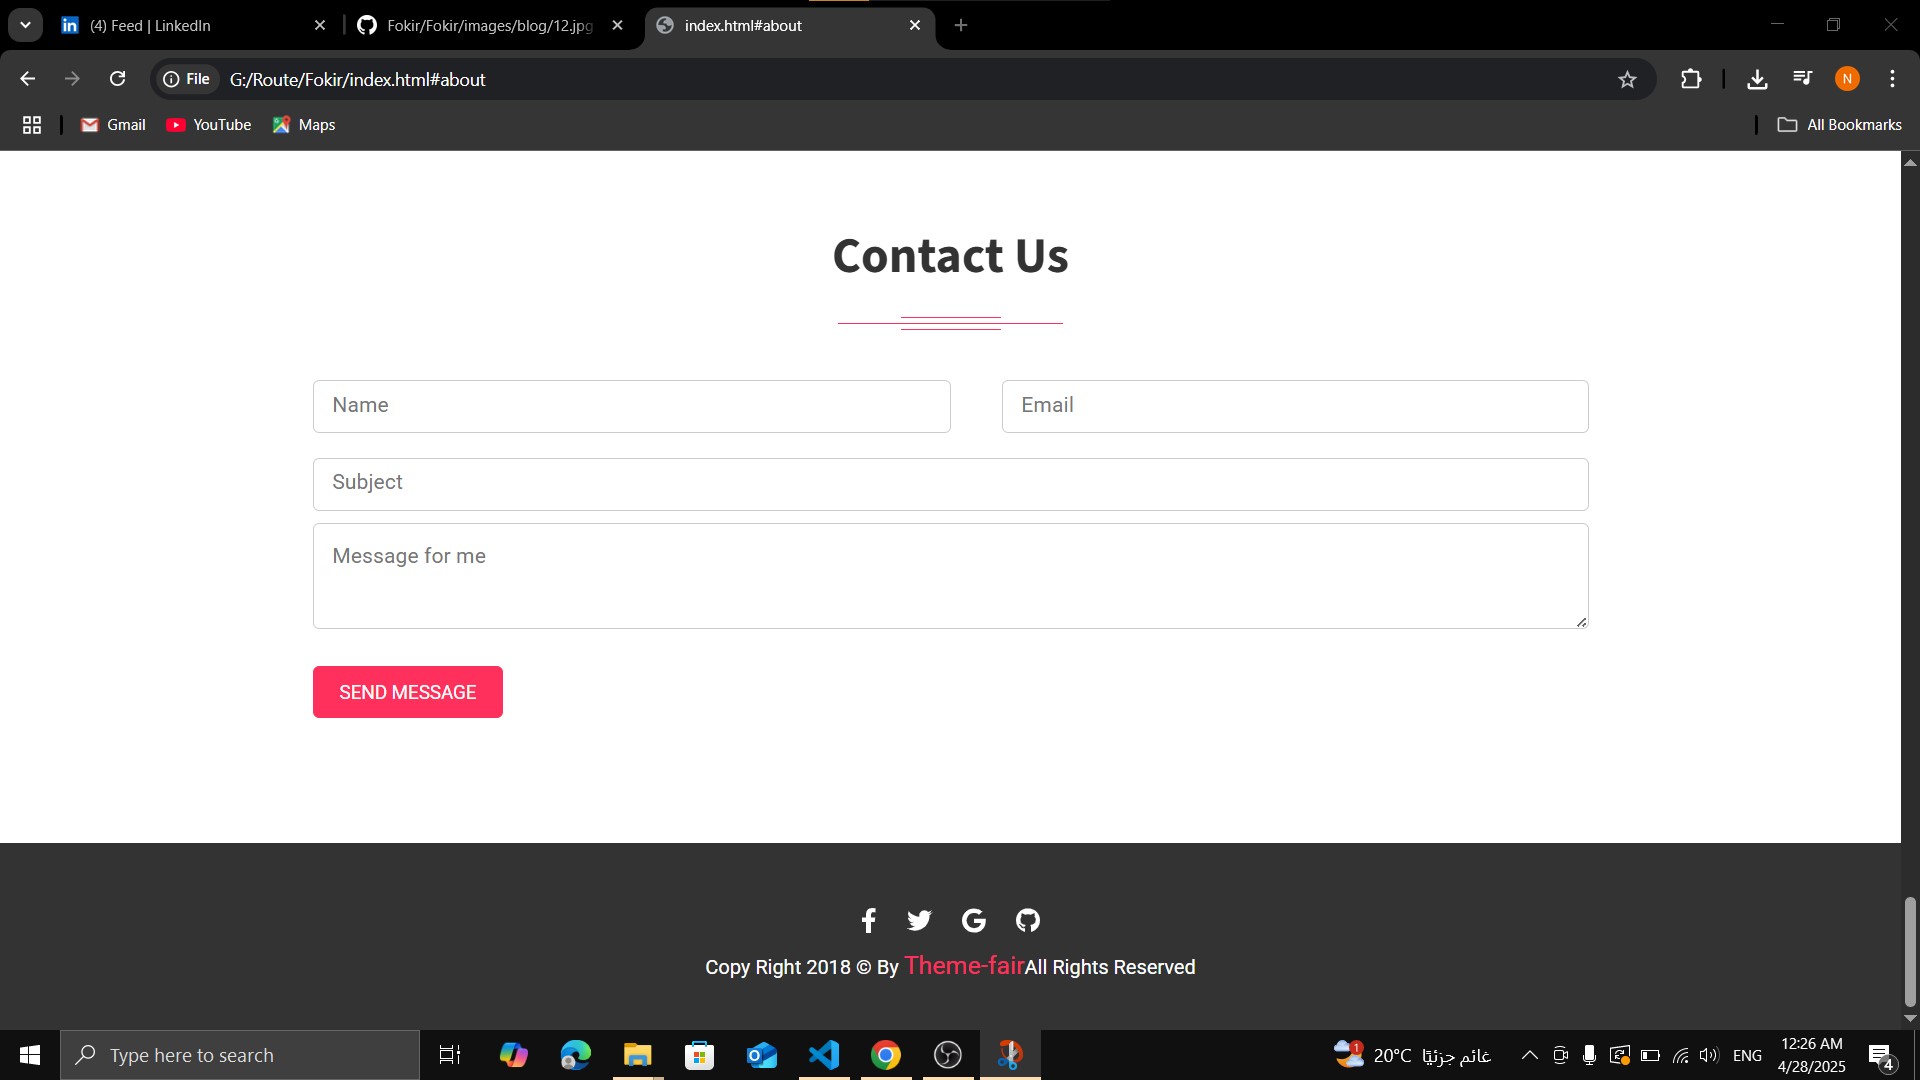 (4) Feed | LinkedIn
Fokir/Fokir/images/blog/12.jpg
index.html#about
File G:/Route/Fokir/index.html#about
N
Gmail YouTube Maps All Bookmarks
Contact Us
Name
Email
Subject
Message for me
SEND MESSAGE
Copy Right 2018 © By Theme-fairAll Rights Reserved
Type here to search
1
20°C غائم جزئيًا
ENG
12:26 AM
4/28/2025
4